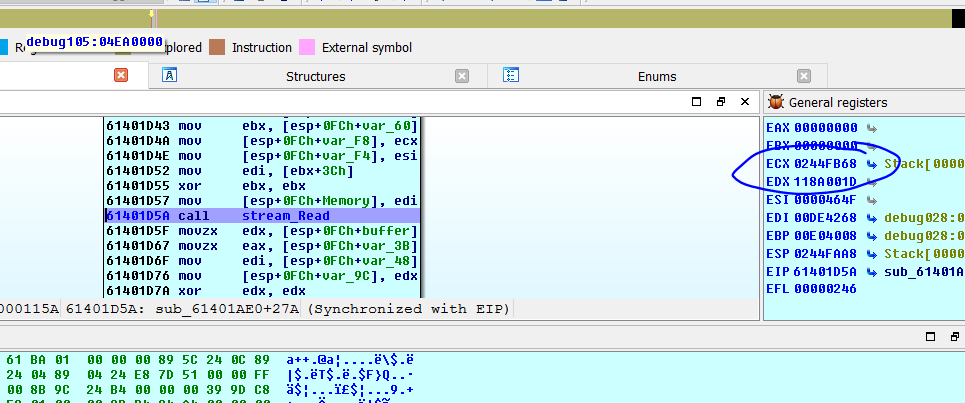 debug105:04EA0000
Re
plored
Instruction
External symbol
Structures
Enums
General registers
61401D43 mov ebx, [esp+0FCh+var_60]
61401D4A mov [esp+0FCh+var_F8], ecx
61401D4E mov [esp+0FCh+var_F4], esi
61401D52 mov edi, [ebx+3Ch]
61401D55 xor ebx, ebx
61401D57 mov [esp+0FCh+Memory], edi
61401D5A call stream_Read
61401D5F movzx edx, [esp+0FCh+buffer]
61401D67 movzx eax, [esp+0FCh+var_3B]
61401D6F mov edi, [esp+0FCh+var_48]
61401D76 mov [esp+0FCh+var_9C], edx
61401D7A xor edx, edx
EAX 00000000
EBX 00000000
ECX 0244FB68 Stack[0000
EDX 118A001D
ESI 0000464F
EDI 00DE4268 debug028:0
EBP 00E04008 debug028:0
ESP 0244FAA8 Stack[0000
EIP 61401D5A sub_61401A
EFL 00000246
000115A 61401D5A: sub_61401AE0+27A (Synchronized with EIP)
61 BA 01 00 00 00 89 5C 24 0C 89 a++.@a¦....ë\$.ë
24 04 89 04 24 E8 7D 51 00 00 FF |$.ëT$.ë.$F}Q..-
00 8B 9C 24 B4 00 00 00 39 9D C8 ä$¦...ï£$¦...9.+